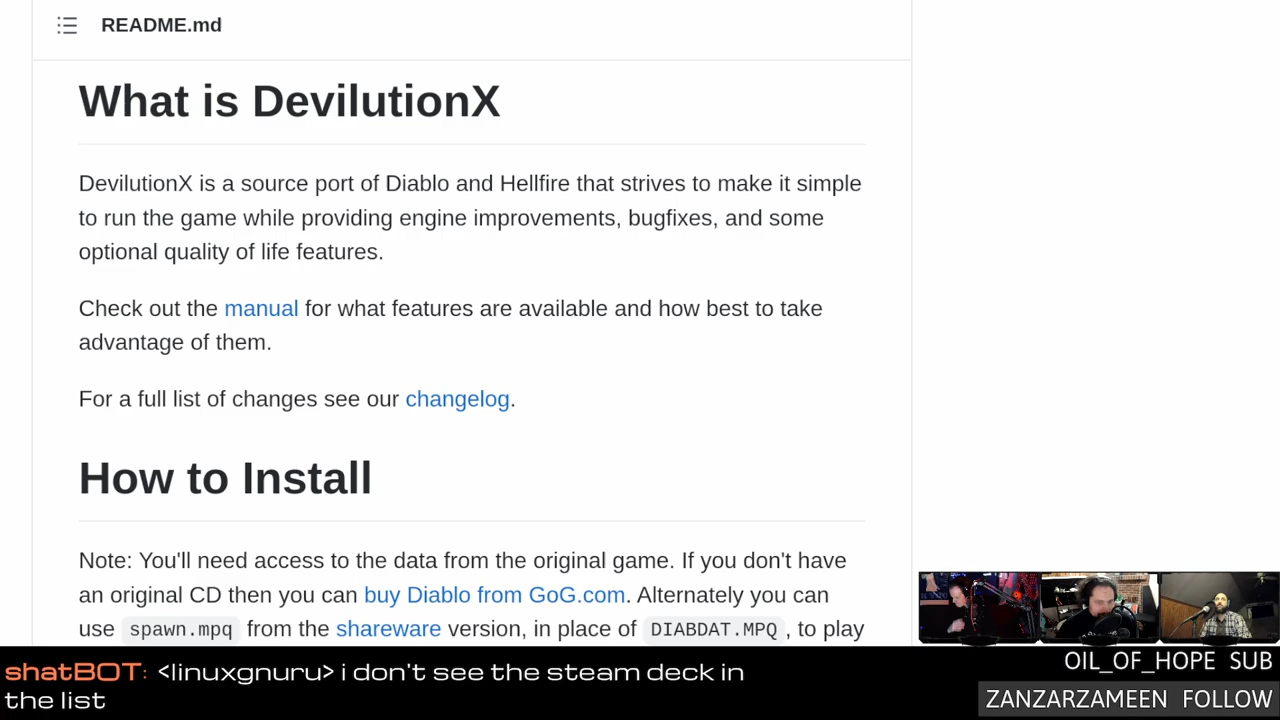 README.md
What is DevilutionX
DevilutionX is a source port of Diablo and Hellfire that strives to make it simple
to run the game while providing engine improvements, bugfixes, and some
optional quality of life features.
Check out the manual for what features are available and how best to take
advantage of them.
For a full list of changes see our changelog.
How to Install
Note: You'll need access to the data from the original game. If you don't have
an original CD then you can buy Diablo from GoG.com. Alternately you can
use spawn.mpq from the shareware version, in place of DIABDAT.MPQ , to play
shatBOT: <linuxgnuru> i don't see the steam deck in
the list
OIL_OF_HOPE SUB
ZANZARZAMEEN FOLLOW